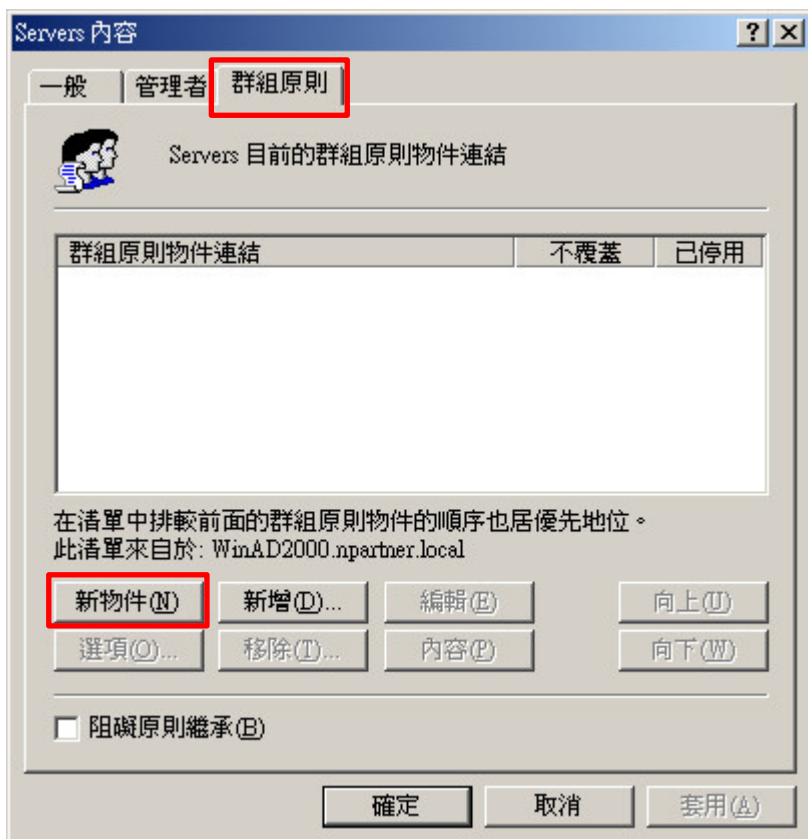 Servers 內容
一般 管理者 群組原則
Servers 目前的群組原則物件連結
群組原則物件連結 不覆蓋 已停用
在清單中排較前面的群組原則物件的順序也居優先地位。
此清單來自於: WinAD2000.npartner.local
新物件(N) 新增(D)... 編輯(E) 向上(U)
選項(O)... 移除(T)... 內容(P) 向下(W)
阻礙原則繼承(B)
確定 取消 套用(A)